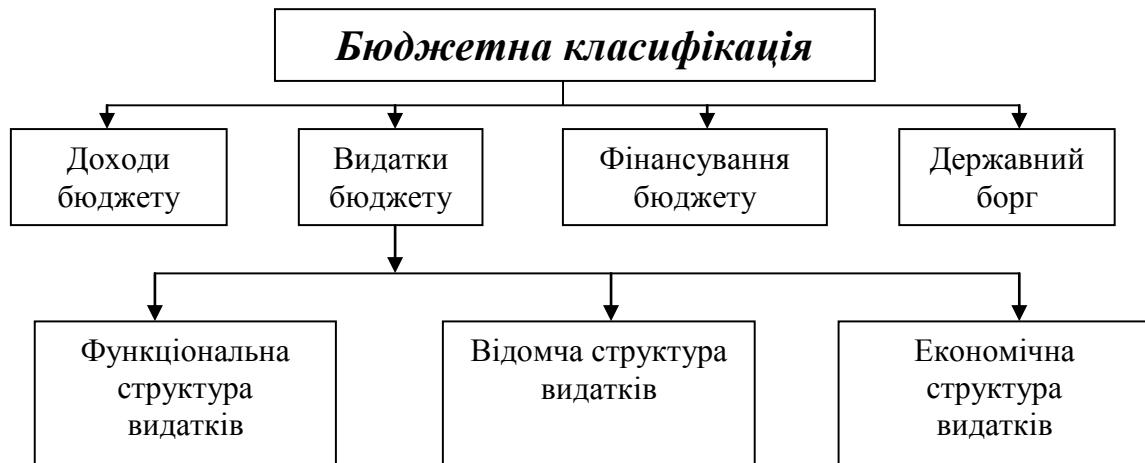 Бюджетна класифікація
Доходи
бюджету
Видатки
бюджету
Фінансування
бюджету
Державний
борг
Функціональна
структура
видатків
Відомча структура
видатків
Економічна
структура
видатків